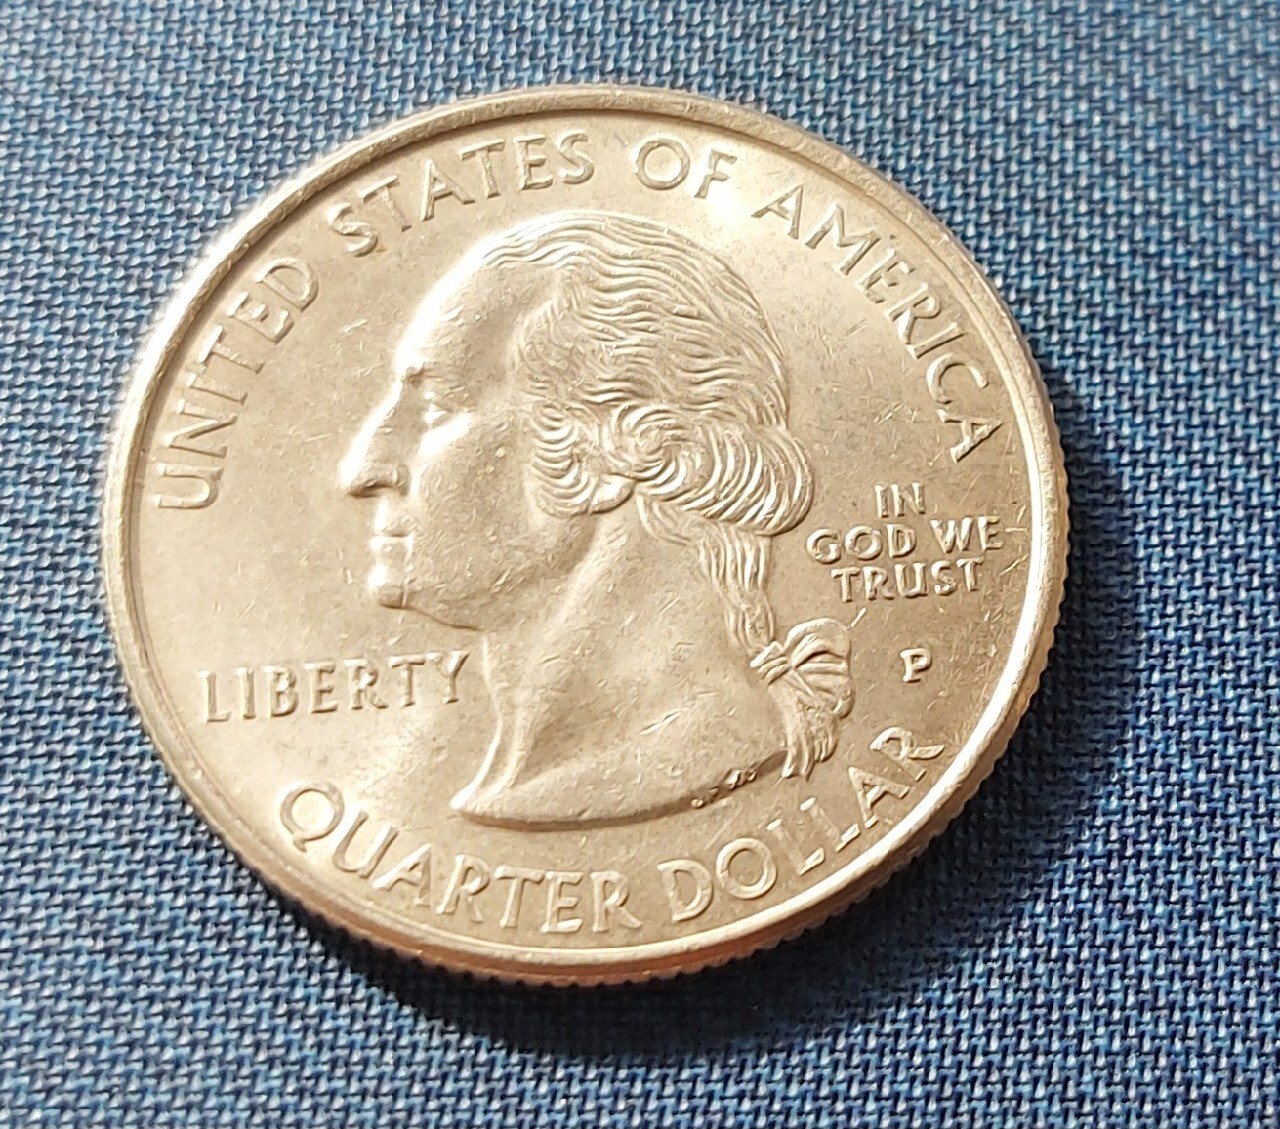 UNITED STATES OF AMERICA
IN
GOD WE
TRUST
P
LIBERTY
QUARTER DOLLAR